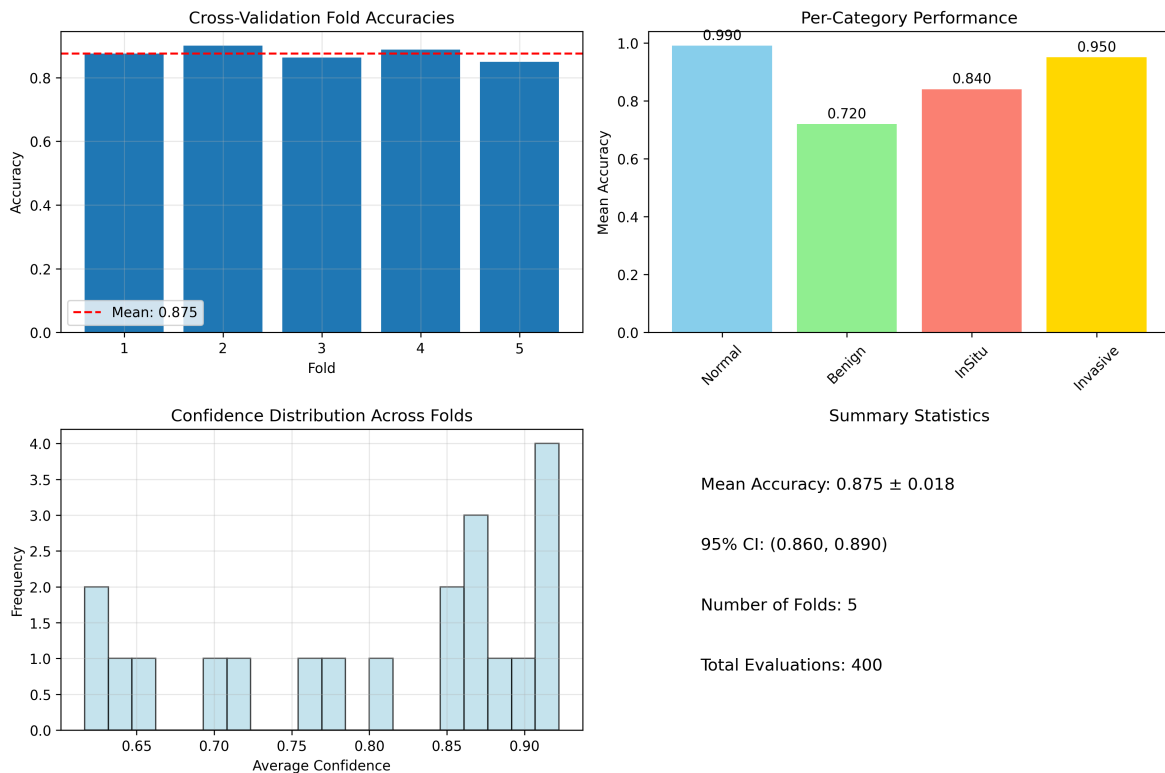 Cross-Validation Fold Accuracies
Accuracy
0.8
0.6
0.4
0.2
0.0
Mean: 0.875
1 2 3 4 5
Fold
Per-Category Performance
Mean Accuracy
1.0
0.8
0.6
0.4
0.2
0.0
0.990
0.720
0.840
0.950
Normal
Benign
InSitu
Invasive
Confidence Distribution Across Folds
Frequency
4.0
3.5
3.0
2.5
2.0
1.5
1.0
0.5
0.0
0.65 0.70 0.75 0.80 0.85 0.90
Average Confidence
Summary Statistics
Mean Accuracy: 0.875 ± 0.018
95% CI: (0.860, 0.890)
Number of Folds: 5
Total Evaluations: 400